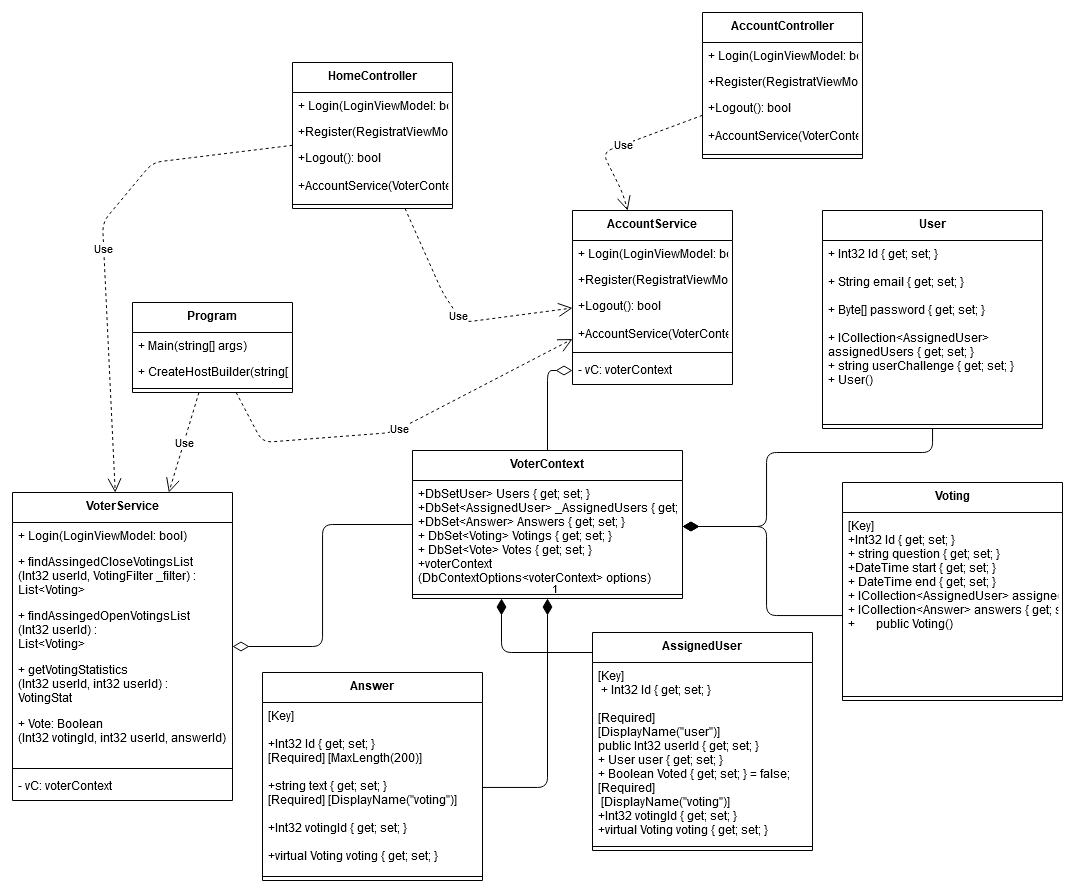 AccountController
+ Login(LoginViewModel: b
+Register(RegistratViewMo
+Logout(): bool
+AccountService(VoterConte
HomeController
+ Login(LoginViewModel: b
+Register(RegistratViewMo
+Logout(): bool
+AccountService(VoterConte
Use
Use
Use
AccountService
+ Login(LoginViewModel: b
+Register(RegistratViewMo
+Logout(): bool
+AccountService(VoterConte
- vC: voterContext
User
+ Int32 Id { get; set; }
+ String email { get; set; }
+ Byte[] password { get; set; }
+ ICollection<AssignedUser>
assignedUsers { get; set; }
+ string userChallenge { get; set; }
+ User()
Program
+ Main(string[] args)
+ CreateHostBuilder(string[
Use
Use
VoterContext
+DbSetUser> Users { get; set; }
+DbSet<AssignedUser> _AssignedUsers { get;
+DbSet<Answer> Answers { get; set; }
+ DbSet<Voting> Votings { get; set; }
+ DbSet<Vote> Votes { get; set; }
+voterContext
(DbContextOptions<voterContext> options)
1
VoterService
+ Login(LoginViewModel: bool)
+ findAssingedCloseVotingsList
(Int32 userId, VotingFilter _filter) :
List<Voting>
+ findAssingedOpenVotingsList
(Int32 userId) :
List<Voting>
+ getVotingStatistics
(Int32 userId, int32 userId) :
VotingStat
+ Vote: Boolean
(Int32 votingId, int32 userId, answerId)
- vC: voterContext
Voting
[Key]
+Int32 Id { get; set; }
+ string question { get; set; }
+DateTime start { get; set; }
+ DateTime end { get; set; }
+ ICollection<AssignedUser> assigne
+ ICollection<Answer> answers { get; s
+ public Voting()
Answer
[Key]
+Int32 Id { get; set; }
[Required] [MaxLength(200)]
+string text { get; set; }
[Required] [DisplayName("voting")]
+Int32 votingId { get; set; }
+virtual Voting voting { get; set; }
AssignedUser
[Key]
+ Int32 Id { get; set; }
[Required]
[DisplayName("user")]
public Int32 userId { get; set; }
+ User user { get; set; }
+ Boolean Voted { get; set; } = false;
[Required]
[DisplayName("voting")]
+Int32 votingId { get; set; }
+virtual Voting voting { get; set; }